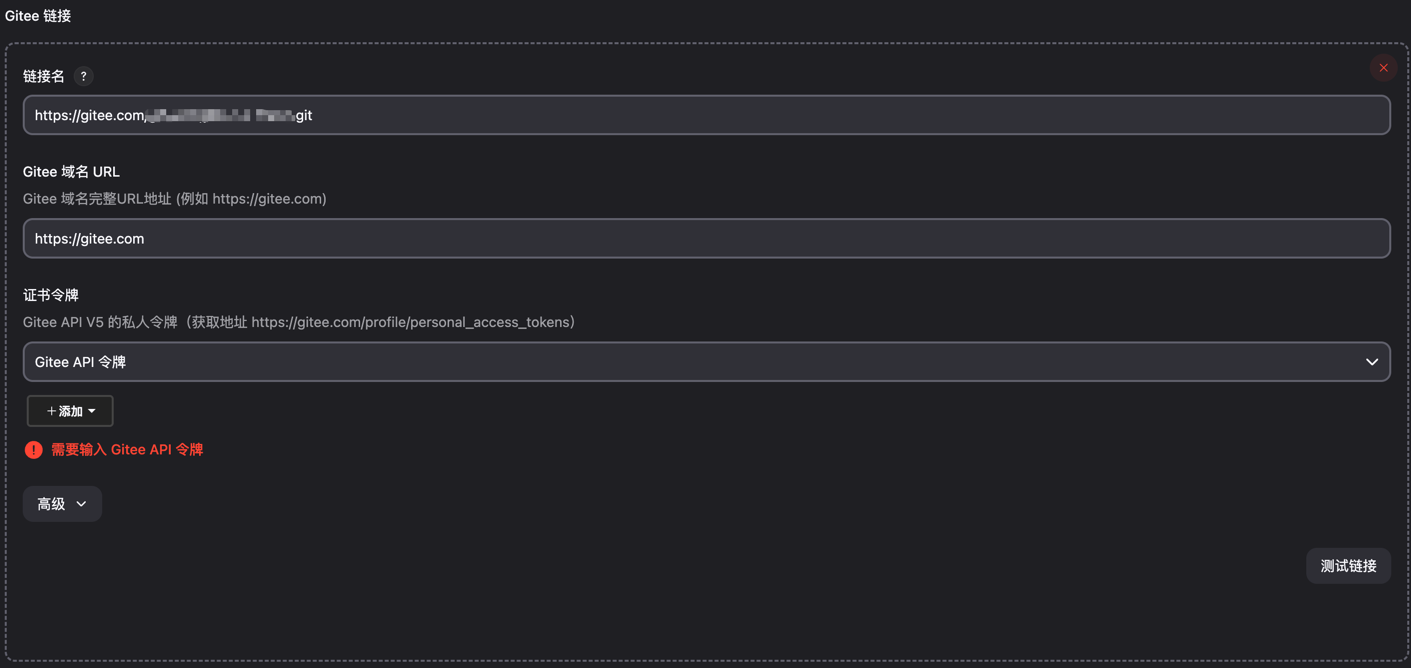 Gitee 链接
链接名 ?
https://gitee.com/ git
Gitee 域名 URL
Gitee 域名完整URL地址 (例如 https://gitee.com)
https://gitee.com
证书令牌
Gitee API V5 的私人令牌（获取地址 https://gitee.com/profile/personal_access_tokens）
Gitee API 令牌
+添加
需要输入 Gitee API 令牌
高级
测试链接